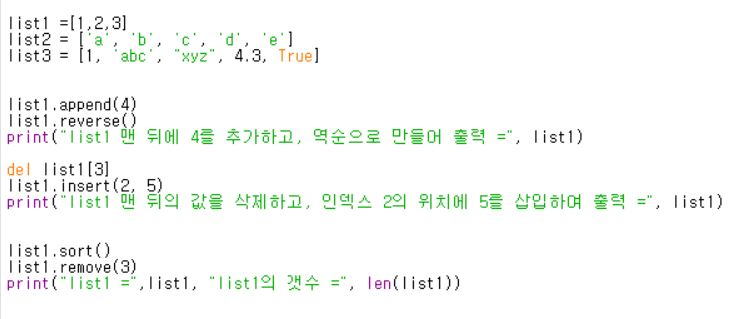 list1 =[1,2,3]
list2 = ['a', 'b', 'c', 'd', 'e']
list3 = [1, 'abc', "xyz", 4.3, True]
list1.append(4)
list1.reverse()
print("list1 맨 뒤에 4를 추가하고, 역순으로 만들어 출력 =", list1)
del list1[3]
list1.insert(2, 5)
print("list1 맨 뒤의 값을 삭제하고, 인덱스 2의 위치에 5를 삽입하여 출력 =", list1)
list1.sort()
list1.remove(3)
print("list1 =",list1, "list1의 갯수 =", len(list1))